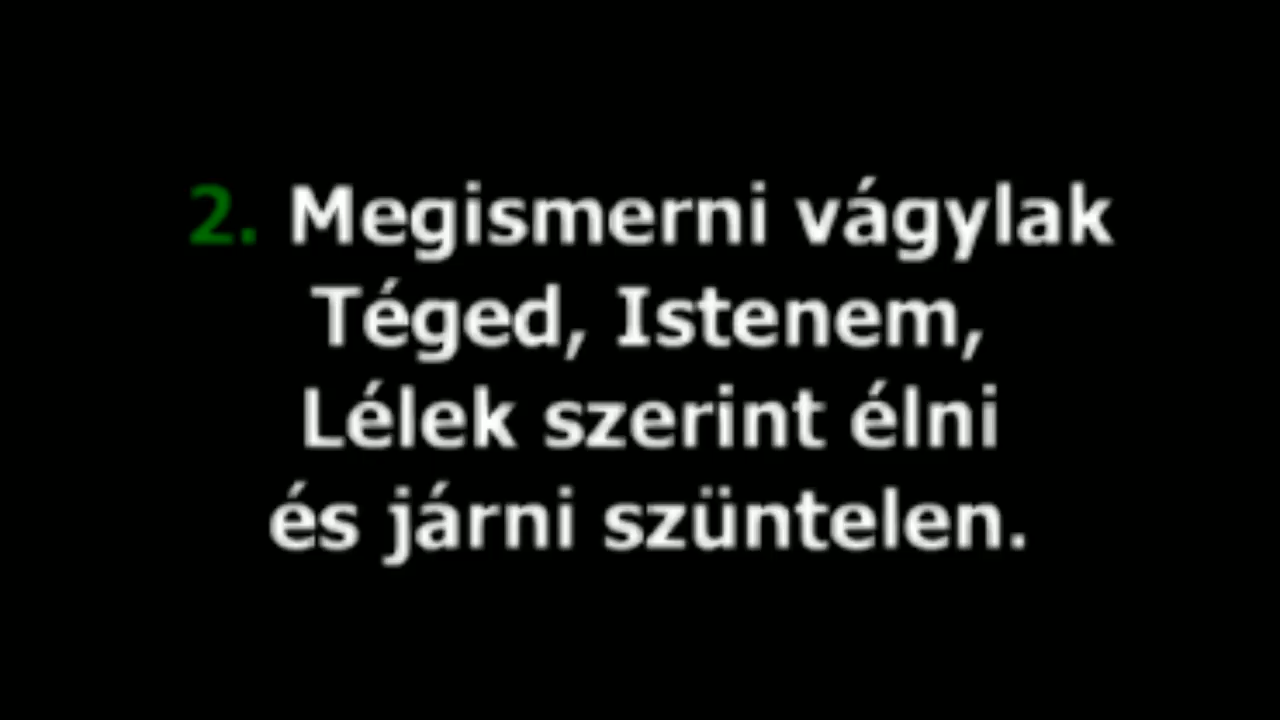 2. Megismerni vágylak
Téged, Istenem,
Lélek szerint élni
és járni szüntelen.